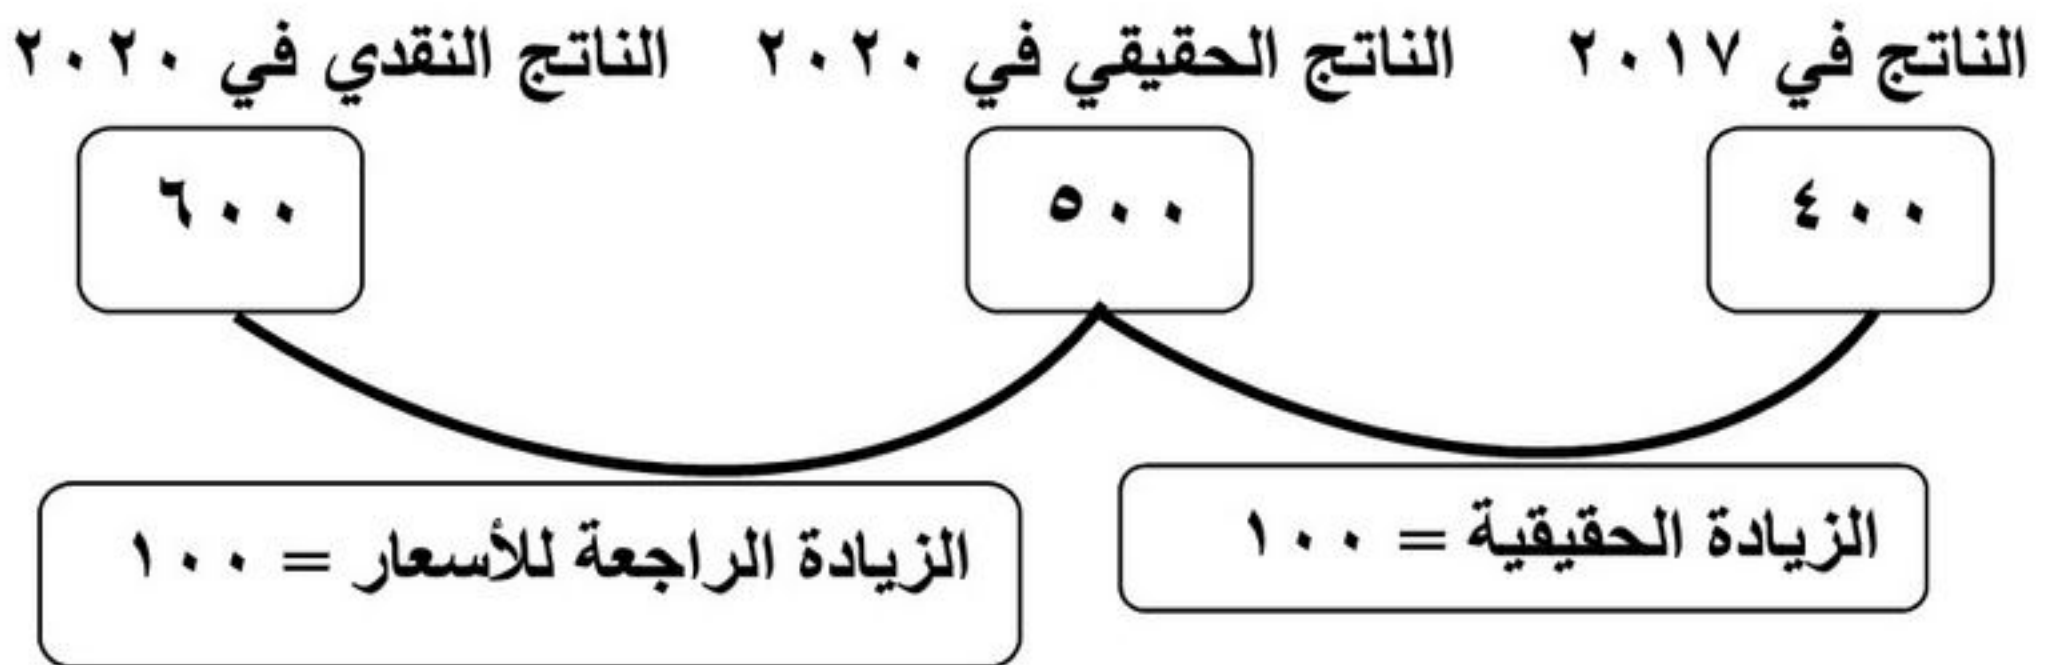 الناتج في ٢٠١٧ الناتج الحقيقي في ٢٠٢٠ الناتج النقدي في ٢٠٢٠
٤٠٠ ٥٠٠ ٦٠٠
الزيادة الحقيقية = ١٠٠
الزيادة الراجعة للأسعار = ١٠٠